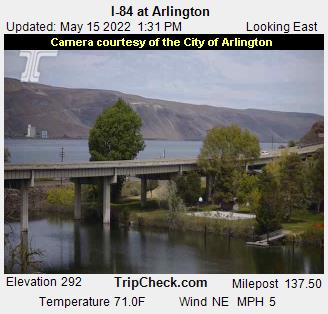 I-84 at Arlington
Updated: May 15 2022 1:31 PM Looking East
Camera courtesy of the City of Arlington
Elevation 292 TripCheck.com Milepost 137.50
Temperature 71.0F Wind NE MPH 5